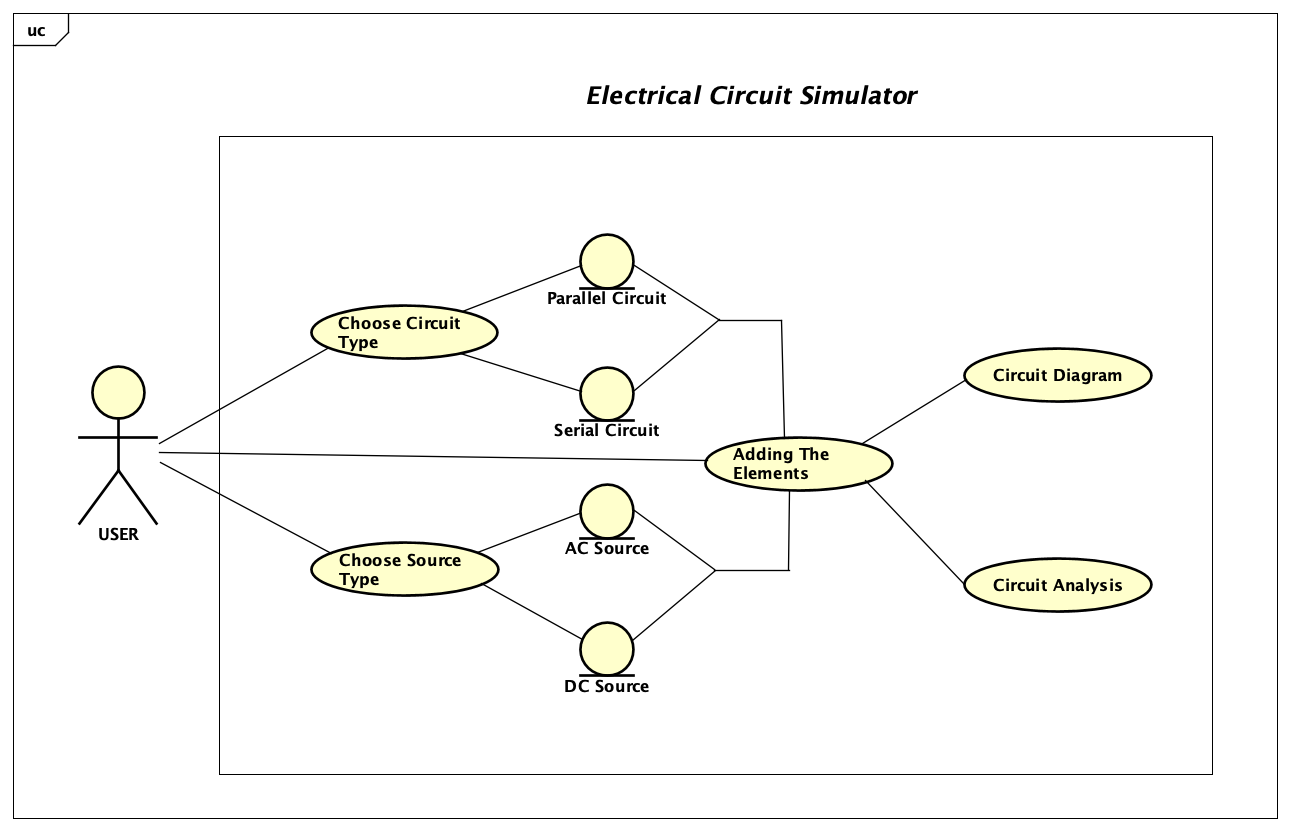 uc
Electrical Circuit Simulator
Parallel Circuit
Choose Circuit
Type
Serial Circuit
Circuit Diagram
Adding The
Elements
USER
AC Source
Choose Source
Type
Circuit Analysis
DC Source